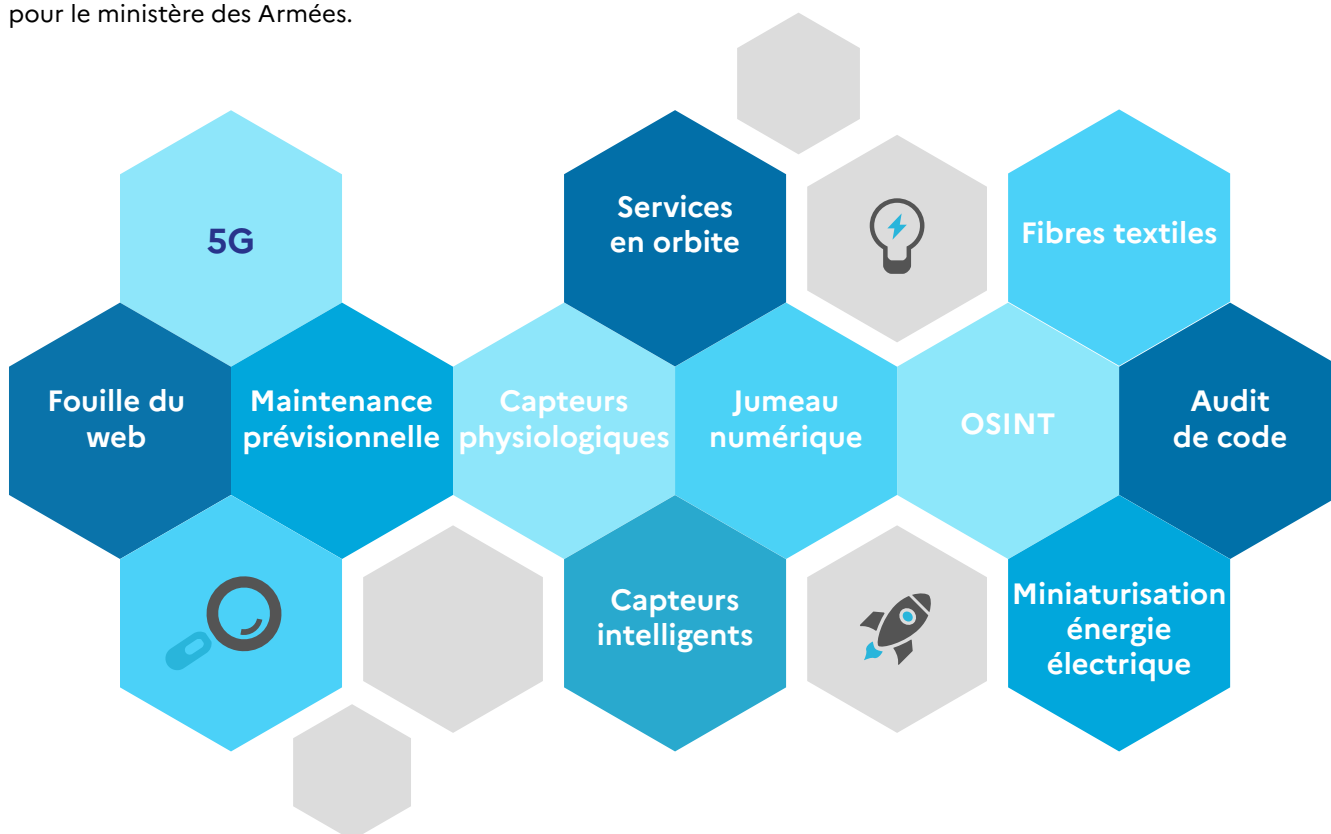 pour le ministère des Armées.
5G
Services
en orbite
Fibres textiles
Fouille du
web
Maintenance
prévisionnelle
Capteurs
physiologiques
Jumeau
numérique
OSINT
Audit
de code
Capteurs
intelligents
Miniaturisation
énergie
électrique